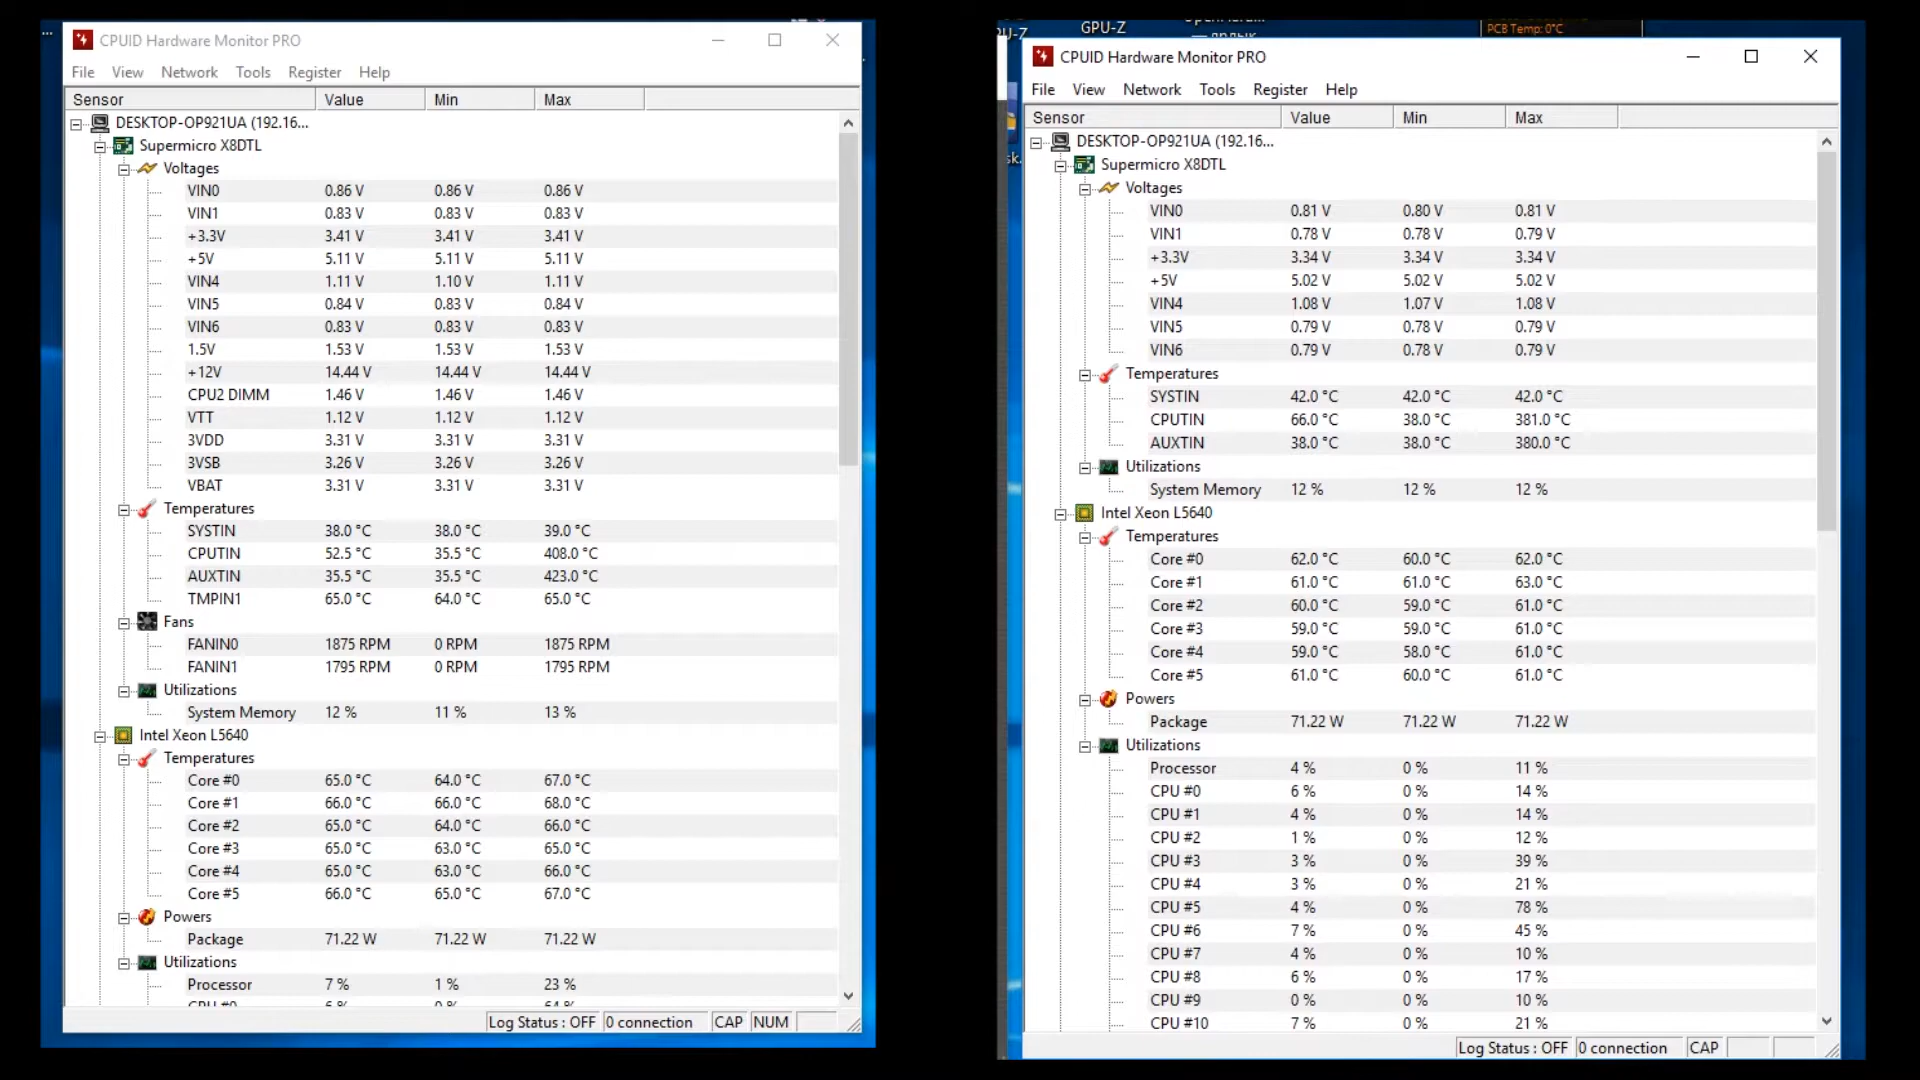 CPUID Hardware Monitor PRO
File View Network Tools Register Help
Sensor Value Min Max
DESKTOP-OP921UA (192.16...
Supermicro X8DTL
Voltages
VIN0 0.86 V 0.86 V 0.86 V
VIN1 0.83 V 0.83 V 0.83 V
+3.3V 3.41 V 3.41 V 3.41 V
+5V 5.11 V 5.11 V 5.11 V
VIN4 1.11 V 1.10 V 1.11 V
VIN5 0.84 V 0.83 V 0.84 V
VIN6 0.83 V 0.83 V 0.83 V
1.5V 1.53 V 1.53 V 1.53 V
+12V 14.44 V 14.44 V 14.44 V
CPU2 DIMM 1.46 V 1.46 V 1.46 V
VTT 1.12 V 1.12 V 1.12 V
3VDD 3.31 V 3.31 V 3.31 V
3VSB 3.26 V 3.26 V 3.26 V
VBAT 3.31 V 3.31 V 3.31 V
Temperatures
SYSTIN 38.0 °C 38.0 °C 39.0 °C
CPUTIN 52.5 °C 35.5 °C 408.0 °C
AUXTIN 35.5 °C 35.5 °C 423.0 °C
TMPIN1 65.0 °C 64.0 °C 65.0 °C
Fans
FANIN0 1875 RPM 0 RPM 1875 RPM
FANIN1 1795 RPM 0 RPM 1795 RPM
Utilizations
System Memory 12 % 11 % 13 %
Intel Xeon L5640
Temperatures
Core #0 65.0 °C 64.0 °C 67.0 °C
Core #1 66.0 °C 66.0 °C 68.0 °C
Core #2 65.0 °C 64.0 °C 66.0 °C
Core #3 65.0 °C 63.0 °C 65.0 °C
Core #4 65.0 °C 63.0 °C 66.0 °C
Core #5 66.0 °C 65.0 °C 67.0 °C
Powers
Package 71.22 W 71.22 W 71.22 W
Utilizations
Processor 7 % 1 % 23 %
Log Status : OFF 0 connection CAP NUM
GPU-Z
PCB Temp: 0°C
CPUID Hardware Monitor PRO
File View Network Tools Register Help
Sensor Value Min Max
DESKTOP-OP921UA (192.16...
Supermicro X8DTL
Voltages
VIN0 0.81 V 0.80 V 0.81 V
VIN1 0.78 V 0.78 V 0.79 V
+3.3V 3.34 V 3.34 V 3.34 V
+5V 5.02 V 5.02 V 5.02 V
VIN4 1.08 V 1.07 V 1.08 V
VIN5 0.79 V 0.78 V 0.79 V
VIN6 0.79 V 0.78 V 0.79 V
Temperatures
SYSTIN 42.0 °C 42.0 °C 42.0 °C
CPUTIN 66.0 °C 38.0 °C 381.0 °C
AUXTIN 38.0 °C 38.0 °C 380.0 °C
Utilizations
System Memory 12 % 12 % 12 %
Intel Xeon L5640
Temperatures
Core #0 62.0 °C 60.0 °C 62.0 °C
Core #1 61.0 °C 61.0 °C 63.0 °C
Core #2 60.0 °C 59.0 °C 61.0 °C
Core #3 59.0 °C 59.0 °C 61.0 °C
Core #4 59.0 °C 58.0 °C 61.0 °C
Core #5 61.0 °C 60.0 °C 61.0 °C
Powers
Package 71.22 W 71.22 W 71.22 W
Utilizations
Processor 4 % 0 % 11 %
CPU #0 6 % 0 % 14 %
CPU #1 4 % 0 % 14 %
CPU #2 1 % 0 % 12 %
CPU #3 3 % 0 % 39 %
CPU #4 3 % 0 % 21 %
CPU #5 4 % 0 % 78 %
CPU #6 7 % 0 % 45 %
CPU #7 4 % 0 % 10 %
CPU #8 6 % 0 % 17 %
CPU #9 0 % 0 % 10 %
CPU #10 7 % 0 % 21 %
Log Status : OFF 0 connection CAP